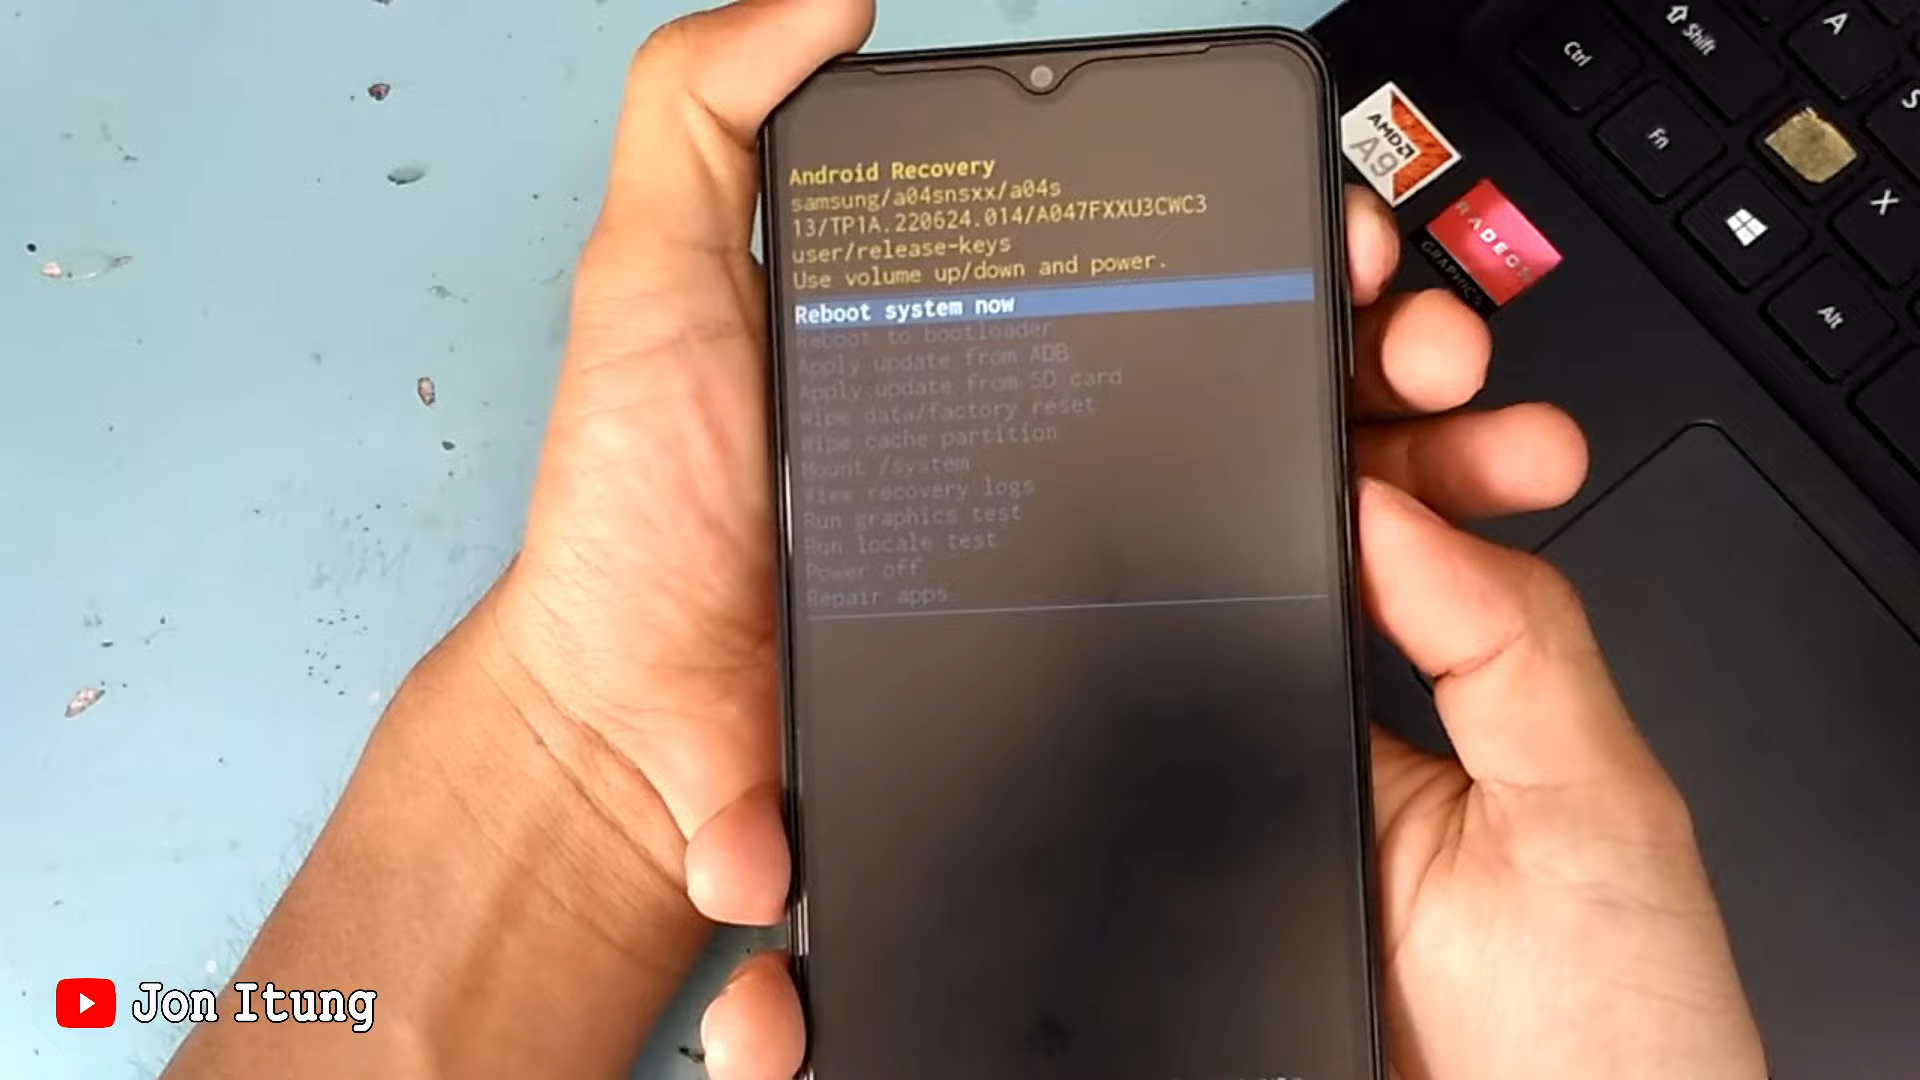 Android Recovery
samsung/a04snsxx/a04s
13/TP1A.220624.014/A047FXXU3CWC3
user/release-keys
Use volume up/down and power.
Reboot system now
Reboot to bootloader
Apply update from ADB
Apply update from SD card
Wipe data/factory reset
Wipe cache partition
Mount /system
View recovery logs
Run graphics test
Run locale test
Power off
Repair apps
AMD
A9
RADEON
GRAPHICS
Shift
Ctrl
Fn
Alt
A
S
X
Jon Itung